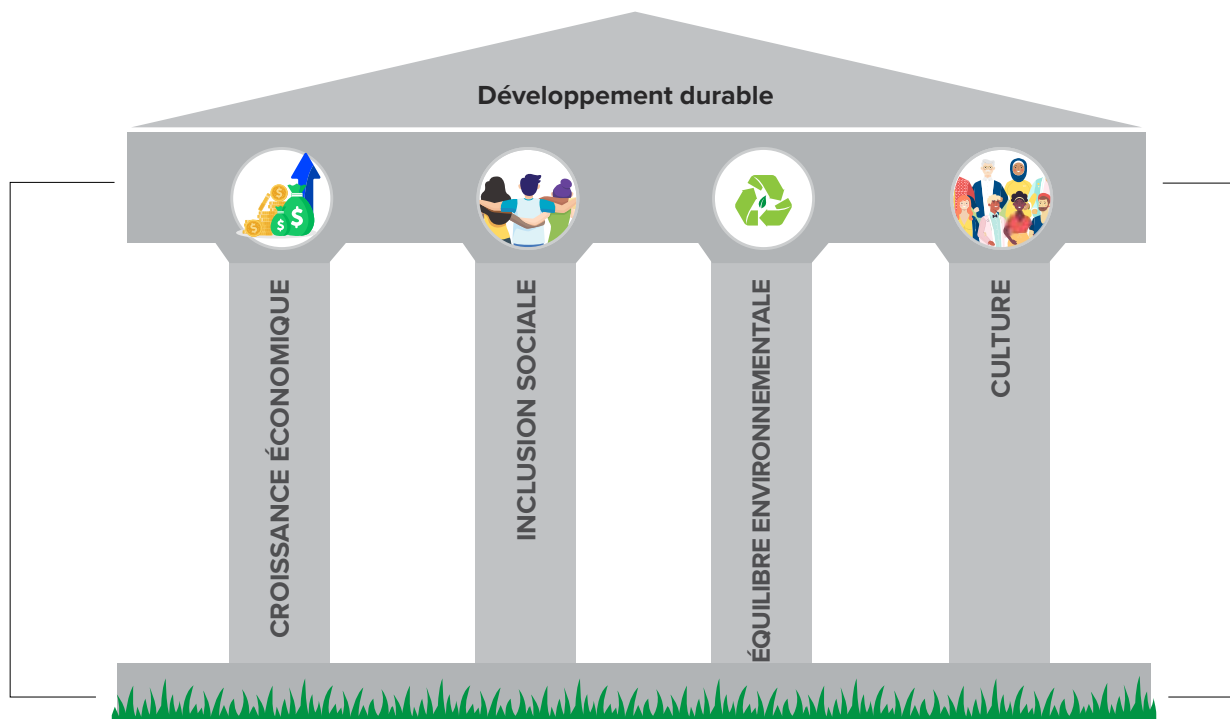 Développement durable
CROISSANCE ÉCONOMIQUE
INCLUSION SOCIALE
ÉQUILIBRE ENVIRONNEMENTALE
CULTURE